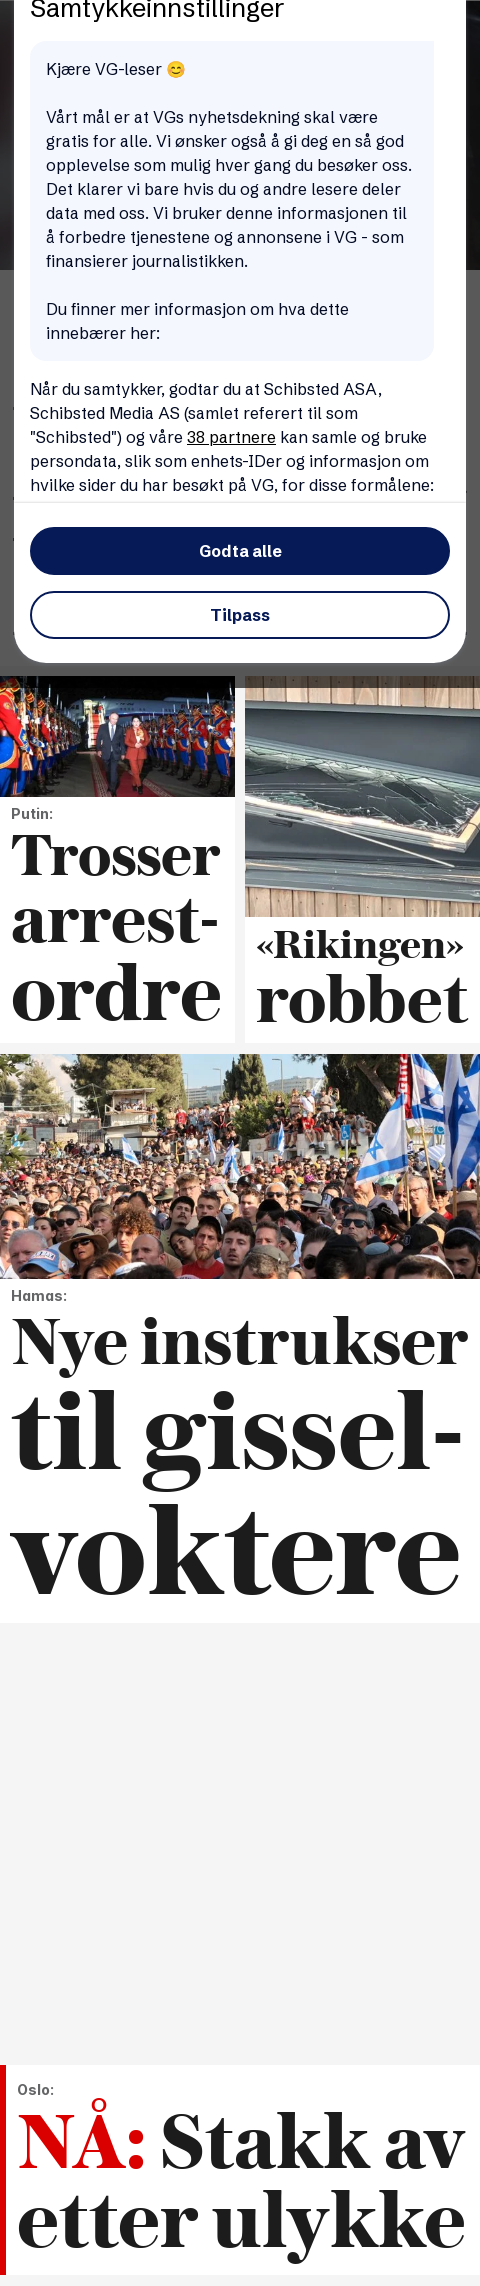 Samtykkeinnstillinger
Kjære VG-leser 😊
Vårt mål er at VGs nyhetsdekning skal være
gratis for alle. Vi ønsker også å gi deg en så god
opplevelse som mulig hver gang du besøker oss.
Det klarer vi bare hvis du og andre lesere deler
data med oss. Vi bruker denne informasjonen til
å forbedre tjenestene og annonsene i VG - som
finansierer journalistikken.
Du finner mer informasjon om hva dette
innebærer her:
Når du samtykker, godtar du at Schibsted ASA,
Schibsted Media AS (samlet referert til som
"Schibsted") og våre 38 partnere kan samle og bruke
persondata, slik som enhets-IDer og informasjon om
hvilke sider du har besøkt på VG, for disse formålene:
Godta alle
Tilpass
Putin:
Trosser
arrest-
ordre
«Rikingen»
robbet
Hamas:
Nye instrukser
til gissel-
voktere
Oslo:
NÅ: Stakk av
etter ulykke